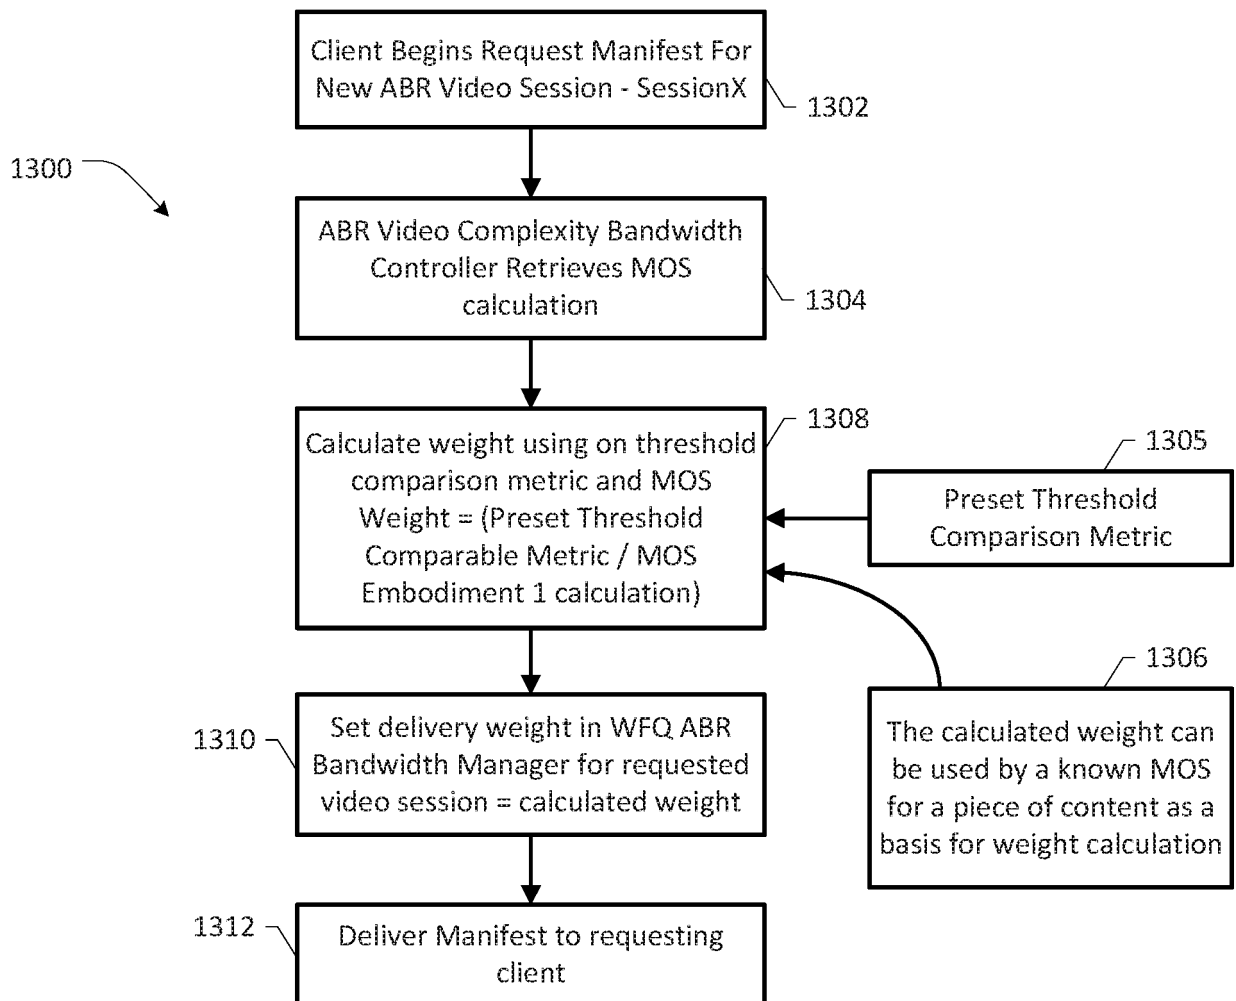 Client Begins Request Manifest For
New ABR Video Session - SessionX
1302
1300
ABR Video Complexity Bandwidth
Controller Retrieves MOS
calculation
1304
1308
Calculate weight using on threshold
comparison metric and MOS
Weight = (Preset Threshold
Comparable Metric / MOS
Embodiment 1 calculation)
1305
Preset Threshold
Comparison Metric
1306
The calculated weight can
be used by a known MOS
for a piece of content as a
basis for weight calculation
1310
Set delivery weight in WFQ ABR
Bandwidth Manager for requested
video session = calculated weight
1312
Deliver Manifest to requesting
client